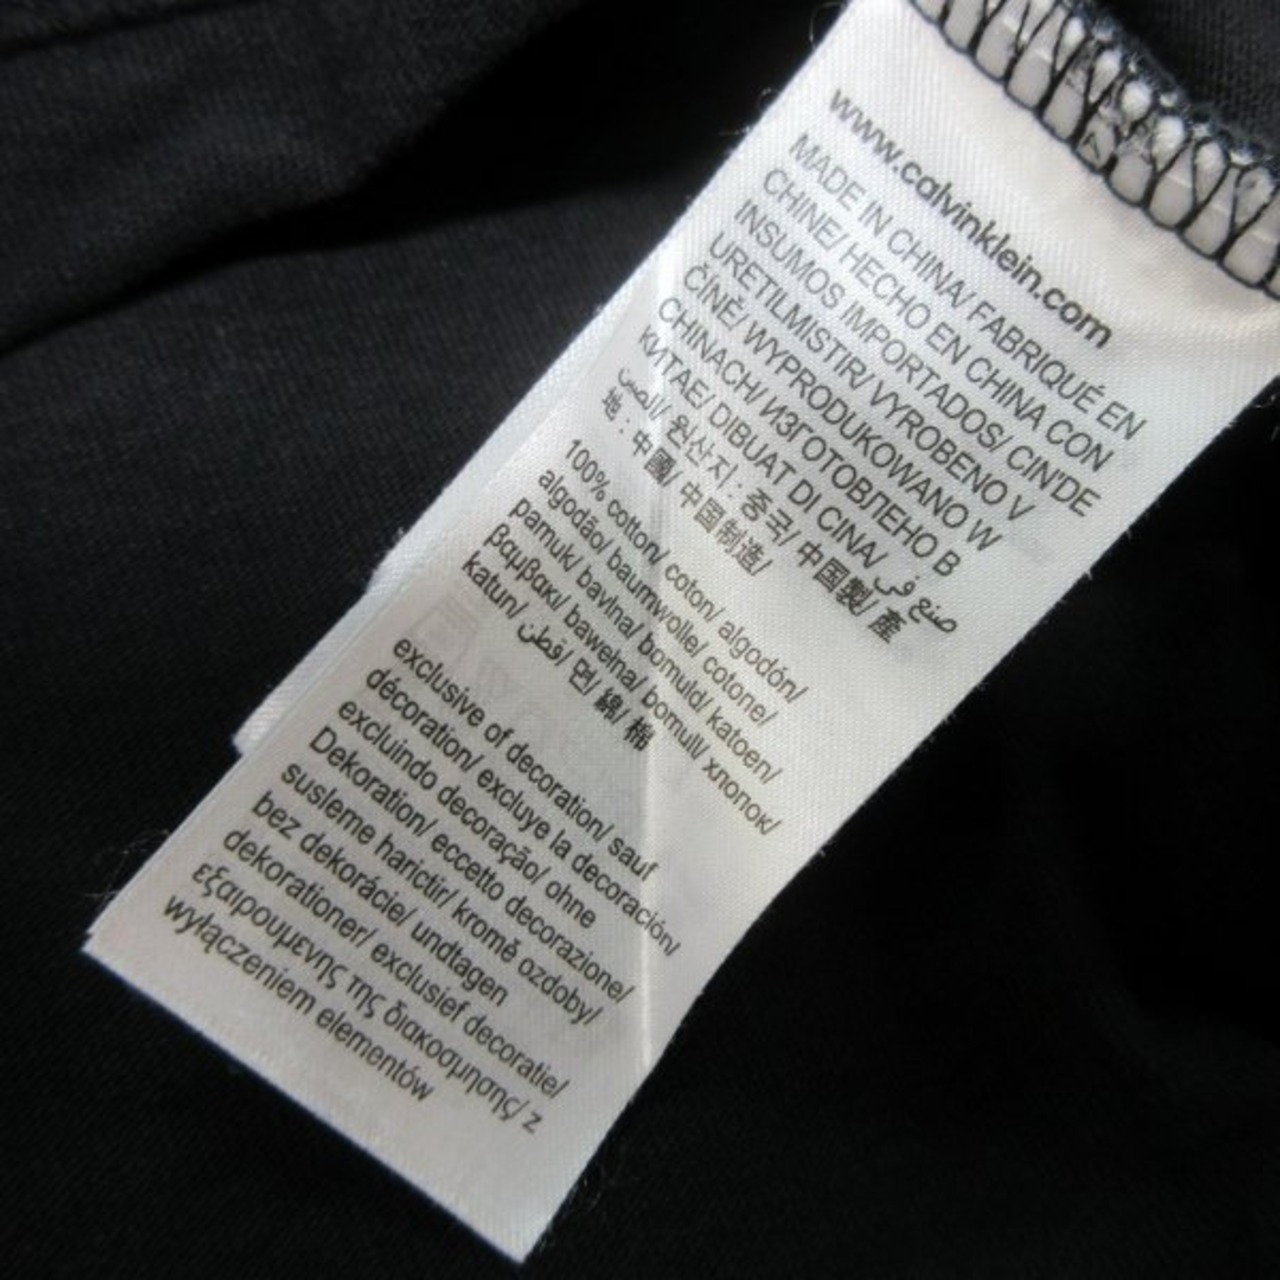 www.calvinklein.com
MADE IN CHINA/ FABRIQUÉ EN
CHINE/ HECHO EN CHINA CON
INSUMOS IMPORTADOS/ CIN'DE
URETILMISTIR/ VYROBENO V
ČÍNĚ/ WYPRODUKOWANO W
CHINACH/ ИЗГОТОВЛЕНО В
КИТАЕ/ DIBUAT DI CINA/ صنع في
الصين/ 원산지 : 중국/ 中国製/ 產
地 : 中國/ 中国制造/
100% cotton/ coton/ algodón/
algodão/ baumwolle/ cotone/
pamuk/ bavlna/ bomuld/ katoen/
βαμβακι/ bawełna/ bomull/ хлопок/
katun/ قطن/ 면/ 綿/ 棉
exclusive of decoration/ sauf
décoration/ excluye la decoración/
excluindo decoração/ ohne
Dekoration/ eccetto decorazione/
susleme harictir/ kromě ozdoby/
bez dekorácie/ undtagen
dekorationer/ exclusief decoratie/
εξαιρουμενης της διακοσμησης/ z
wyłączeniem elementów